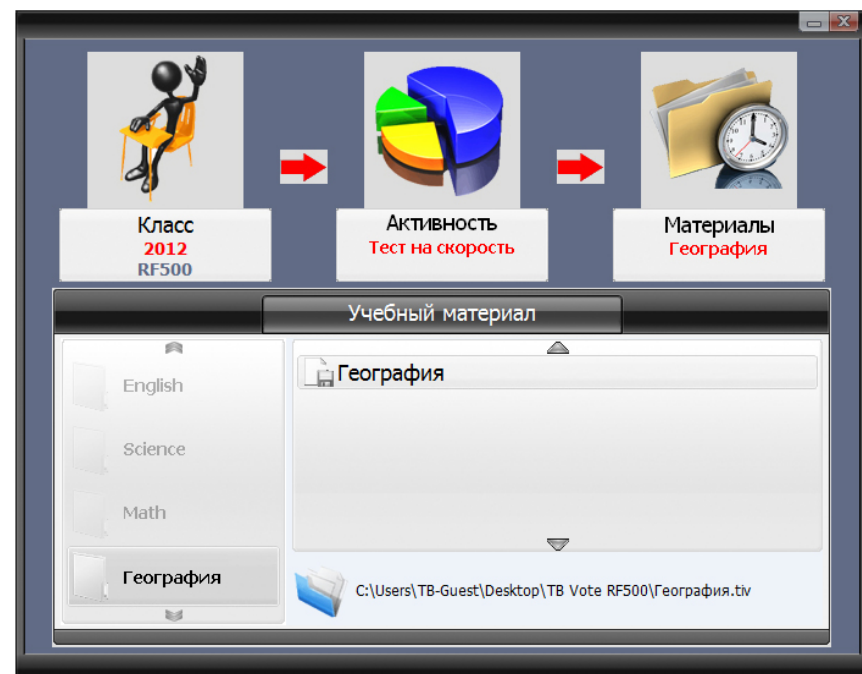 Класс
2012
RF500
Активность
Тест на скорость
Материалы
География
Учебный материал
English
Science
Math
География
География
C:\Users\TB-Guest\Desktop\TB Vote RF500\География.tiv